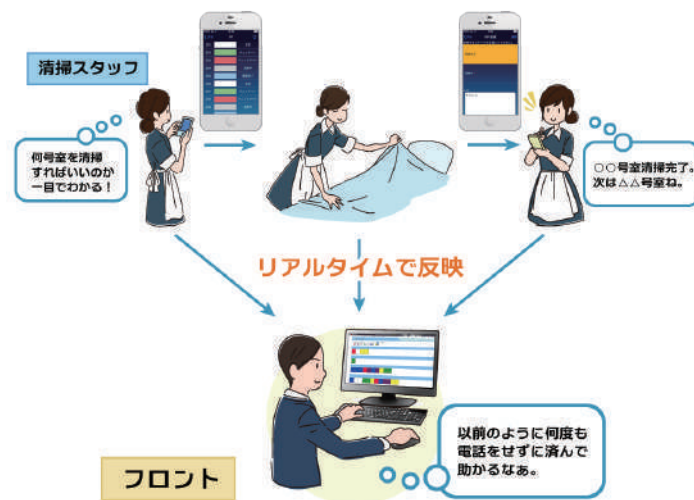 清掃スタッフ
何号室を清掃
すればいいのか
一目でわかる！
○○号室清掃完了。
次は△△号室ね。
リアルタイムで反映
以前のように何度も
電話をせずに済んで
助かるなぁ。
フロント